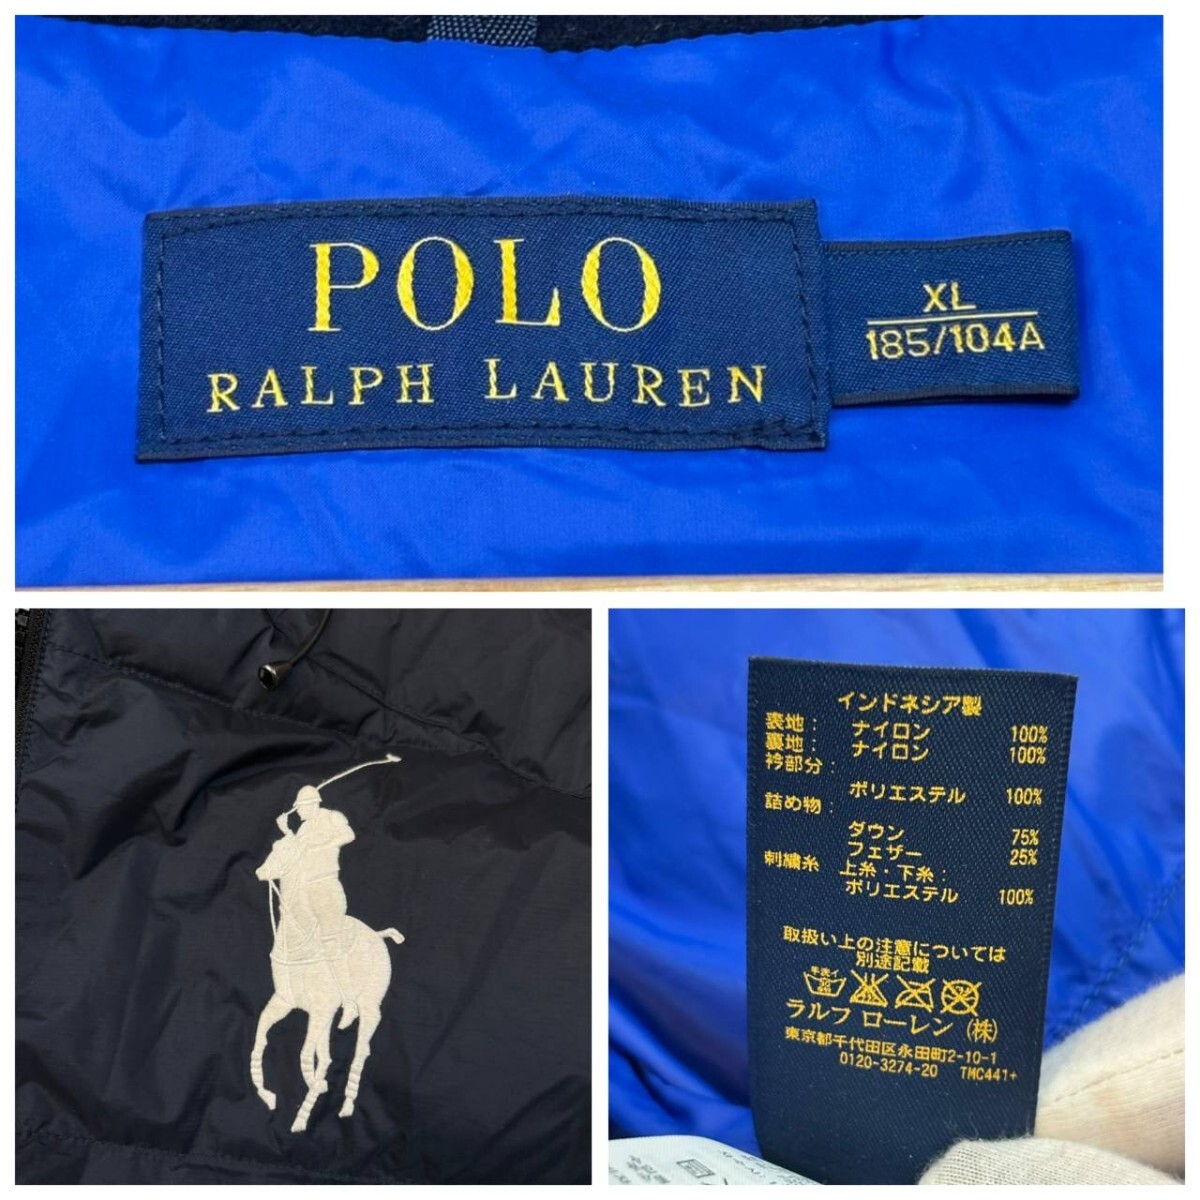 POLO
RALPH LAUREN
XL
185/104A
インドネシア製
表地： ナイロン 100%
裏地： ナイロン 100%
衿部分：
ポリエステル 100%
詰め物：
ダウン 75%
フェザー 25%
刺繍糸 上糸・下糸：
ポリエステル 100%
取扱い上の注意については
別途記載
手洗イ
30
ラルフ ローレン (株)
東京都千代田区永田町2-10-1
0120-3274-20 TMC441+